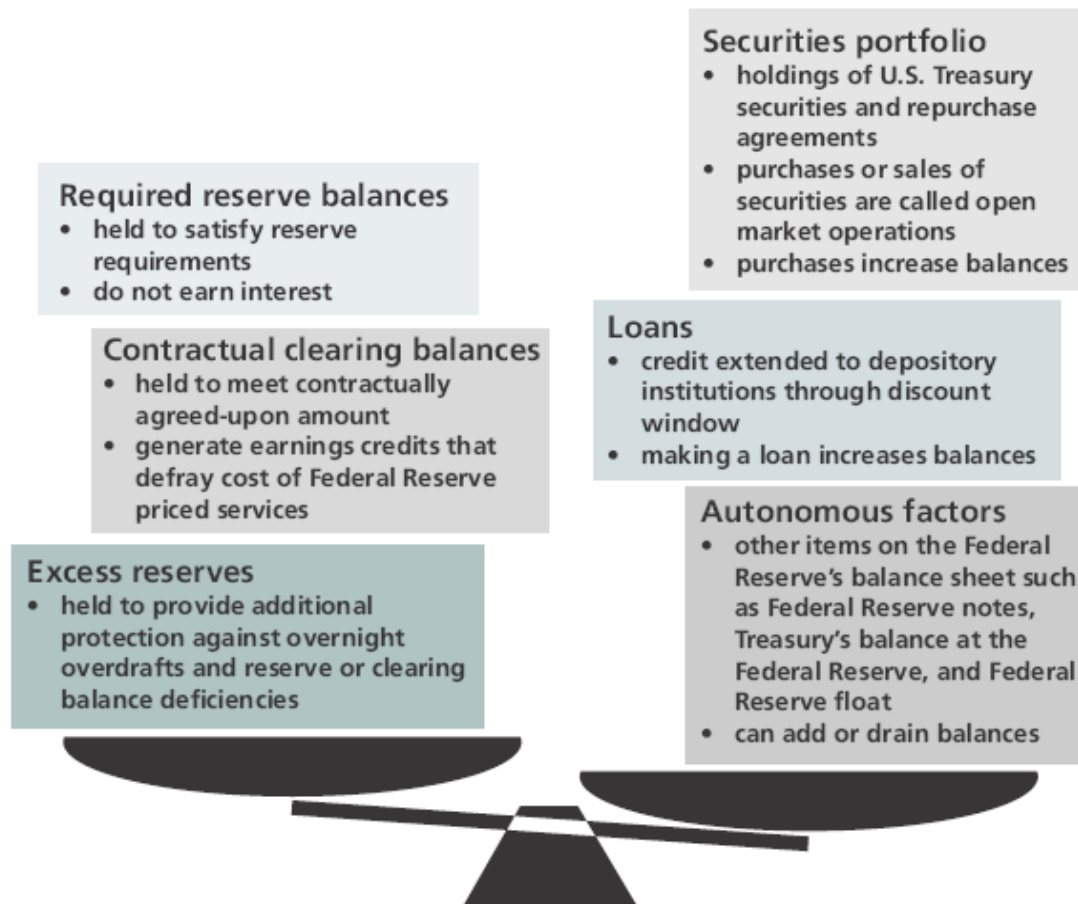 Required reserve balances
• held to satisfy reserve
requirements
• do not earn interest
Contractual clearing balances
• held to meet contractually
agreed-upon amount
• generate earnings credits that
defray cost of Federal Reserve
priced services
Excess reserves
• held to provide additional
protection against overnight
overdrafts and reserve or clearing
balance deficiencies
Securities portfolio
• holdings of U.S. Treasury
securities and repurchase
agreements
• purchases or sales of
securities are called open
market operations
• purchases increase balances
Loans
• credit extended to depository
institutions through discount
window
• making a loan increases balances
Autonomous factors
• other items on the Federal
Reserve’s balance sheet such
as Federal Reserve notes,
Treasury’s balance at the
Federal Reserve, and Federal
Reserve float
• can add or drain balances